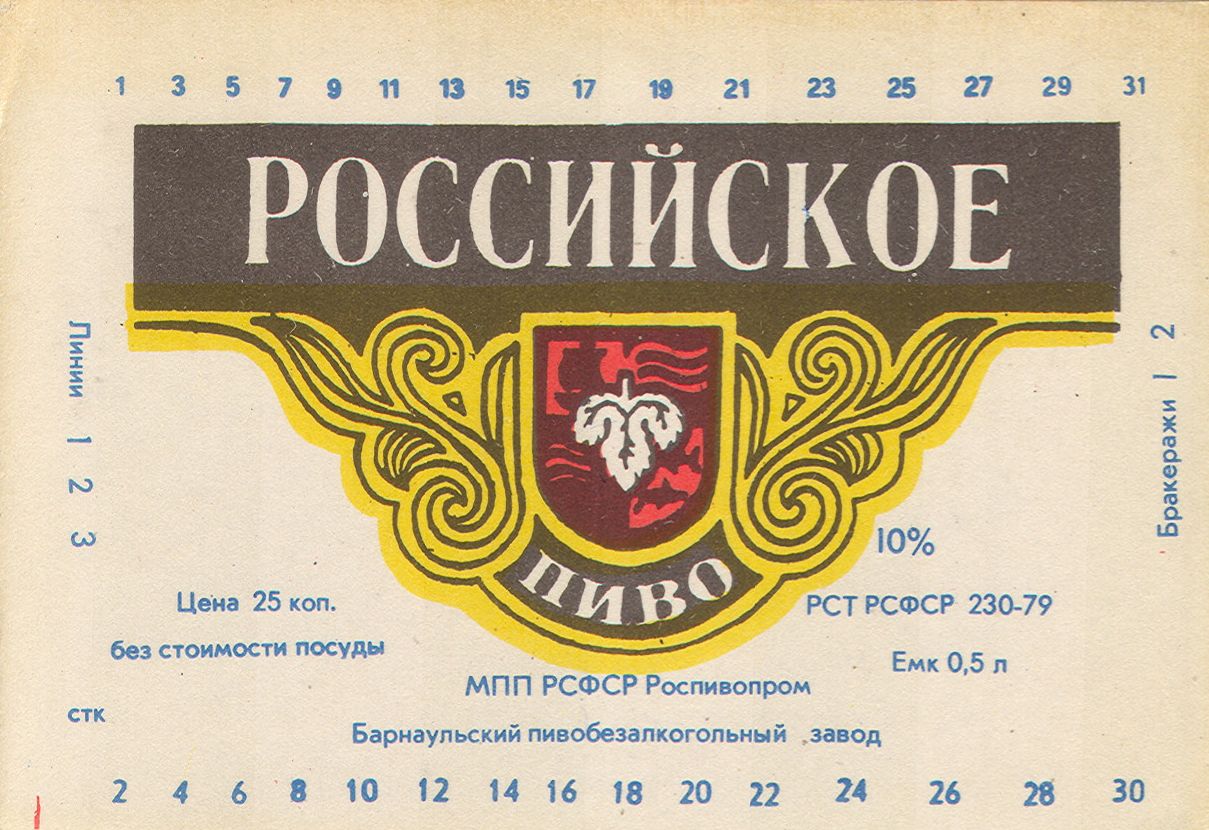 1 3 5 7 9 11 13 15 17 19 21 23 25 27 29 31
РОССИЙСКОЕ
Линии 1 2 3
Бракеражи 1 2
ПИВО
10%
Цена 25 коп.
без стоимости посуды
РСТ РСФСР 230-79
Емк 0,5 л
МПП РСФСР Роспивопром
стк
Барнаульский пивобезалкогольный завод
2 4 6 8 10 12 14 16 18 20 22 24 26 28 30